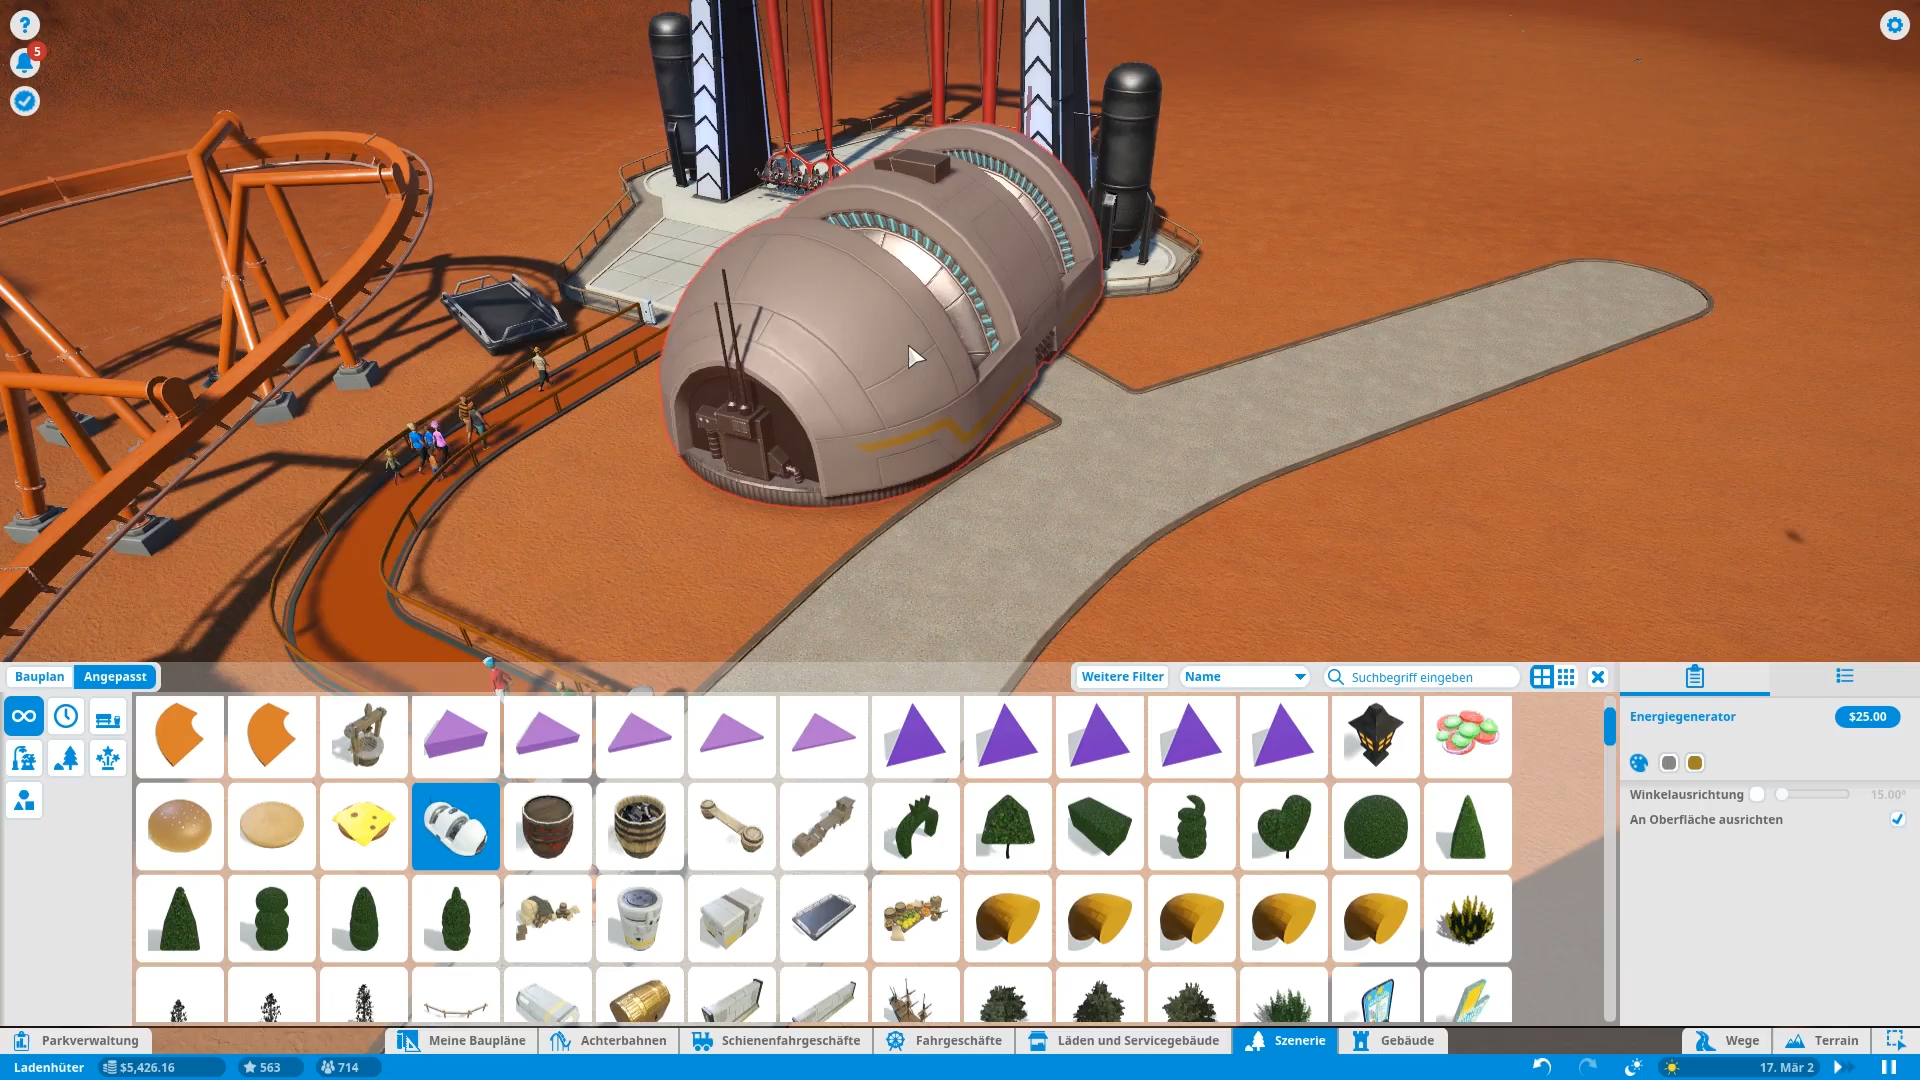 ?
5
Bauplan
Angepasst
Weitere Filter
Name
Suchbegriff eingeben
Energiegenerator
$25.00
Winkelausrichtung
15.00°
An Oberfläche ausrichten
Parkverwaltung
Meine Baupläne
Achterbahnen
Schienenfahrgeschäfte
Fahrgeschäfte
Läden und Servicegebäude
Szenerie
Gebäude
Wege
Terrain
Ladenhüter
$5,426.16
563
714
17. Mär 2